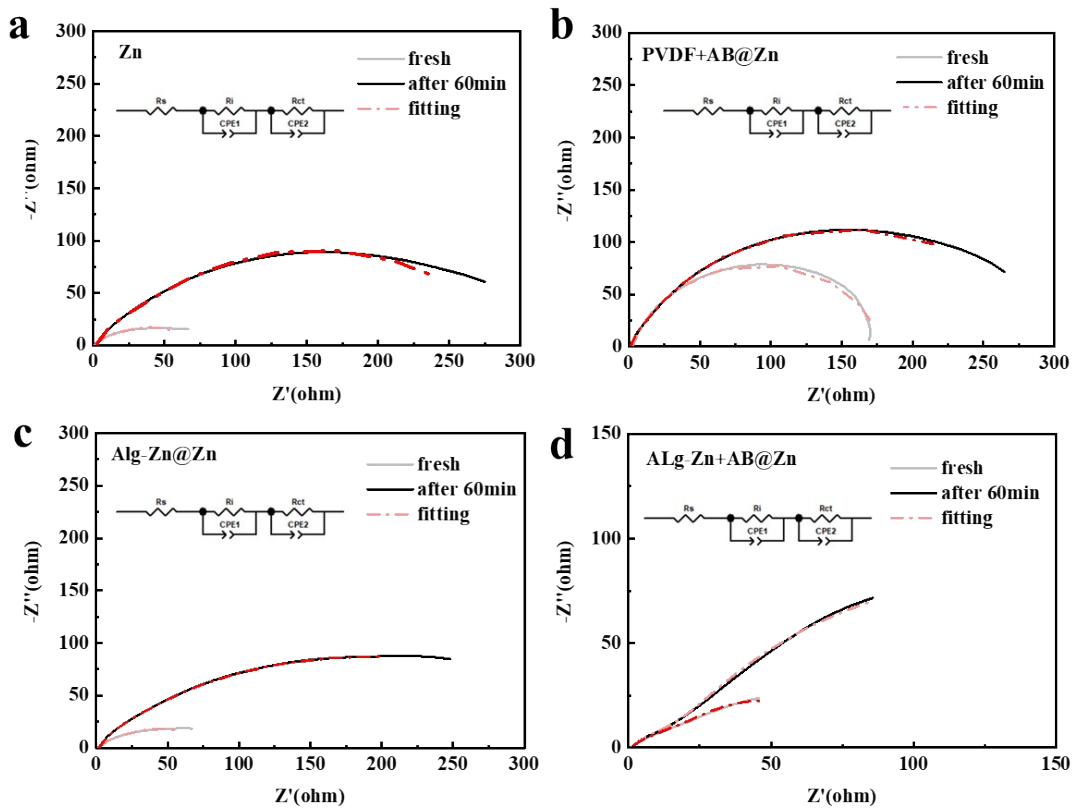 a
Zn
fresh
after 60min
fitting
Rs
Ri
Rct
CPE1
CPE2
300
250
200
150
100
50
0
-Z''(ohm)
0
50
100
150
200
250
300
Z'(ohm)
b
PVDF+AB@Zn
fresh
after 60min
fitting
Rs
Ri
Rct
CPE1
CPE2
300
250
200
150
100
50
0
-Z''(ohm)
0
50
100
150
200
250
300
Z'(ohm)
c
Alg-Zn@Zn
fresh
after 60min
fitting
Rs
Ri
Rct
CPE1
CPE2
300
250
200
150
100
50
0
-Z''(ohm)
0
50
100
150
200
250
300
Z'(ohm)
d
ALg-Zn+AB@Zn
fresh
after 60min
fitting
Rs
Ri
Rct
CPE1
CPE2
150
100
50
0
-Z''(ohm)
0
50
100
150
Z'(ohm)